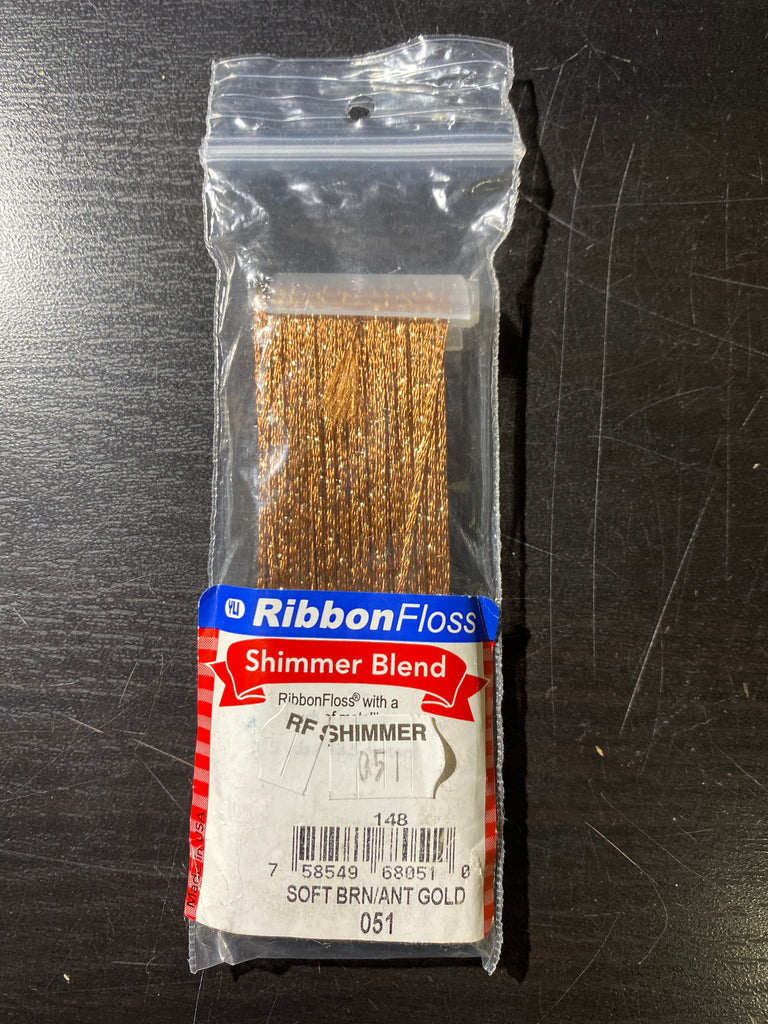 YLI RibbonFloss
Shimmer Blend
RibbonFloss® with a
RF SHIMMER
051
148
7 58549 68051 0
SOFT BRN/ANT GOLD
051
Made in USA